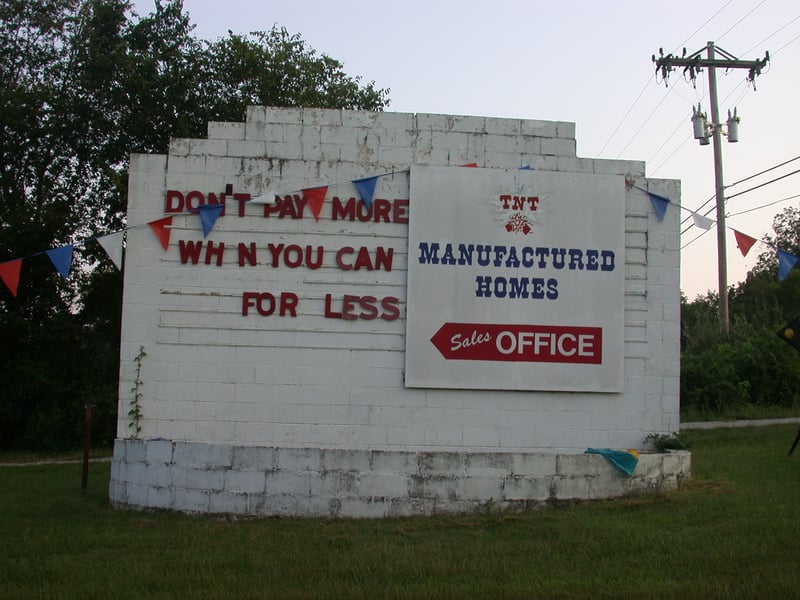 DON'T PAY MORE
WH N YOU CAN
FOR LESS
TNT
MANUFACTURED
HOMES
Sales OFFICE